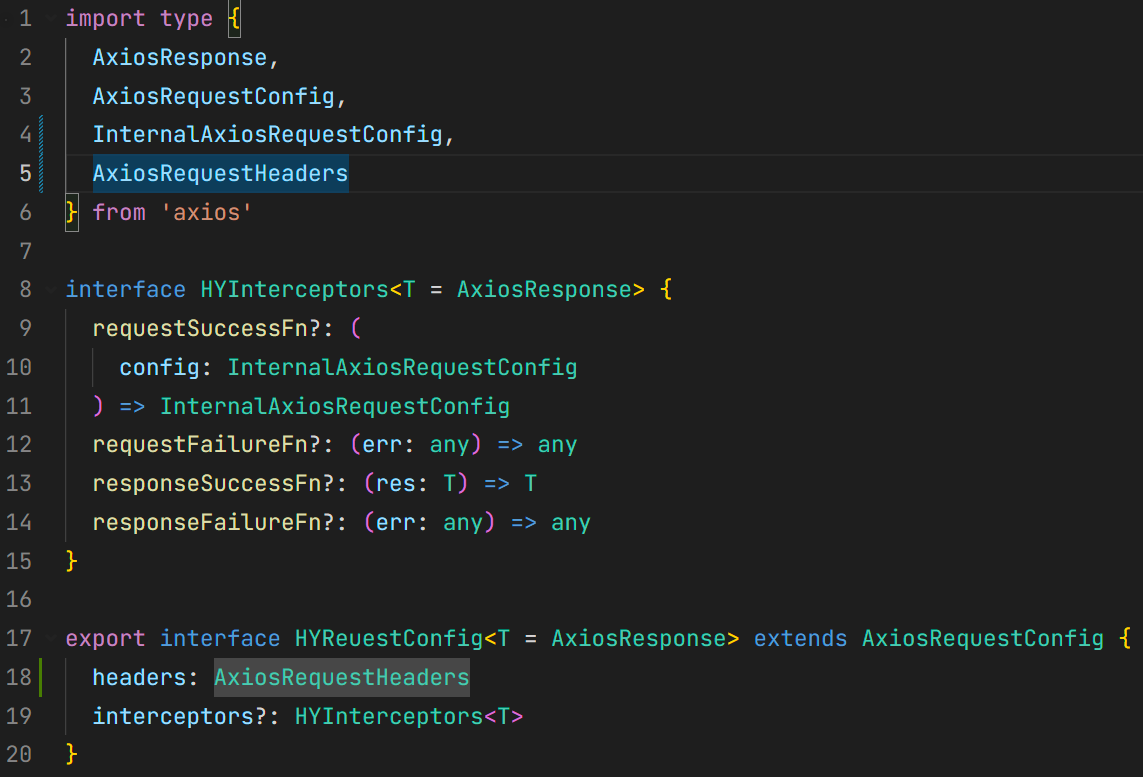 1 import type {
2 AxiosResponse,
3 AxiosRequestConfig,
4 InternalAxiosRequestConfig,
5 AxiosRequestHeaders
6 } from 'axios'
7
8 interface HYInterceptors<T = AxiosResponse> {
9 requestSuccessFn?: (
10 config: InternalAxiosRequestConfig
11 ) => InternalAxiosRequestConfig
12 requestFailureFn?: (err: any) => any
13 responseSuccessFn?: (res: T) => T
14 responseFailureFn?: (err: any) => any
15 }
16
17 export interface HYReuestConfig<T = AxiosResponse> extends AxiosRequestConfig {
18 headers: AxiosRequestHeaders
19 interceptors?: HYInterceptors<T>
20 }